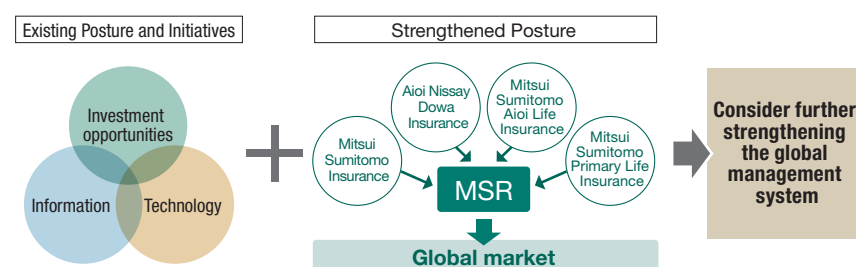 Existing Posture and Initiatives
Investment
opportunities
Information
Technology
Strengthened Posture
Mitsui
Sumitomo
Insurance
Aioi Nissay
Dowa
Insurance
Mitsui
Sumitomo
Aioi Life
Insurance
Mitsui
Sumitomo
Primary Life
Insurance
MSR
Global market
Consider further
strengthening
the global
management
system